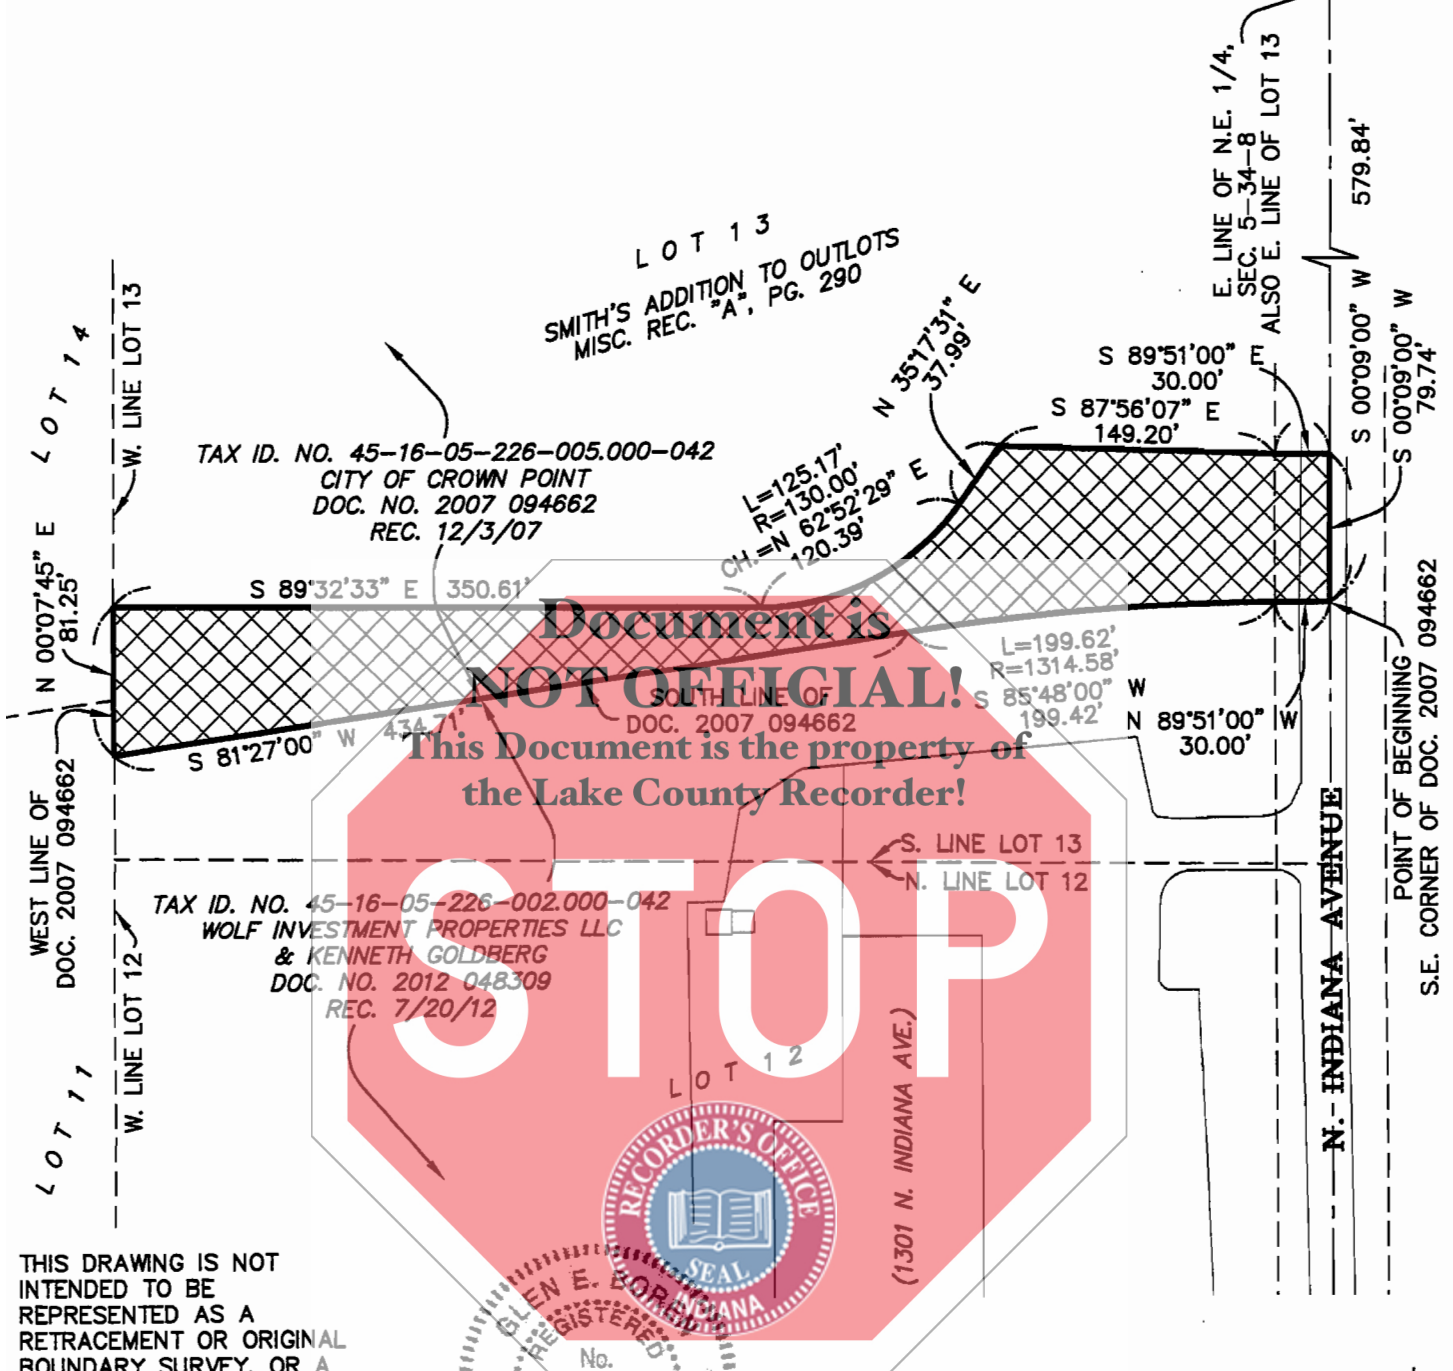 E. LINE OF N.E. 1/4,
SEC. 5-34-8
ALSO E. LINE OF LOT 13
579.84'
S 00°09'00" W
S 00°09'00" W
79.74'
LOT 13
SMITH'S ADDITION TO OUTLOTS
MISC. REC. "A", PG. 290
N 35°17'31" E
37.99'
S 89°51'00" E
30.00'
S 87°56'07" E
149.20'
LOT 14
W. LINE LOT 13
TAX ID. NO. 45-16-05-226-005.000-042
CITY OF CROWN POINT
DOC. NO. 2007 094662
REC. 12/3/07
L=125.17'
R=130.00'
CH.=N 62°52'29" E
120.39'
N 00°07'45" E
81.25'
S 89°32'33" E 350.61'
Document is
NOT OFFICIAL!
This Document is the property of
the Lake County Recorder!
SOUTH LINE OF
DOC. 2007 094662
L=199.62'
R=1314.58'
S 85°48'00" W
199.42'
N 89°51'00" W
30.00'
S 81°27'00" W 434.71'
WEST LINE OF
DOC. 2007 094662
POINT OF BEGINNING
S.E. CORNER OF DOC. 2007 094662
S. LINE LOT 13
N. LINE LOT 12
STOP
TAX ID. NO. 45-16-05-226-002.000-042
WOLF INVESTMENT PROPERTIES LLC
& KENNETH GOLDBERG
DOC. NO. 2012 048309
REC. 7/20/12
W. LINE LOT 12
LOT 11
LOT 12
(1301 N. INDIANA AVE.)
N. INDIANA AVENUE
RECORDER'S OFFICE
SEAL
INDIANA
GLEN E. BOREN
REGISTERED
No.
THIS DRAWING IS NOT
INTENDED TO BE
REPRESENTED AS A
RETRACEMENT OR ORIGINAL
BOUNDARY SURVEY, OR A